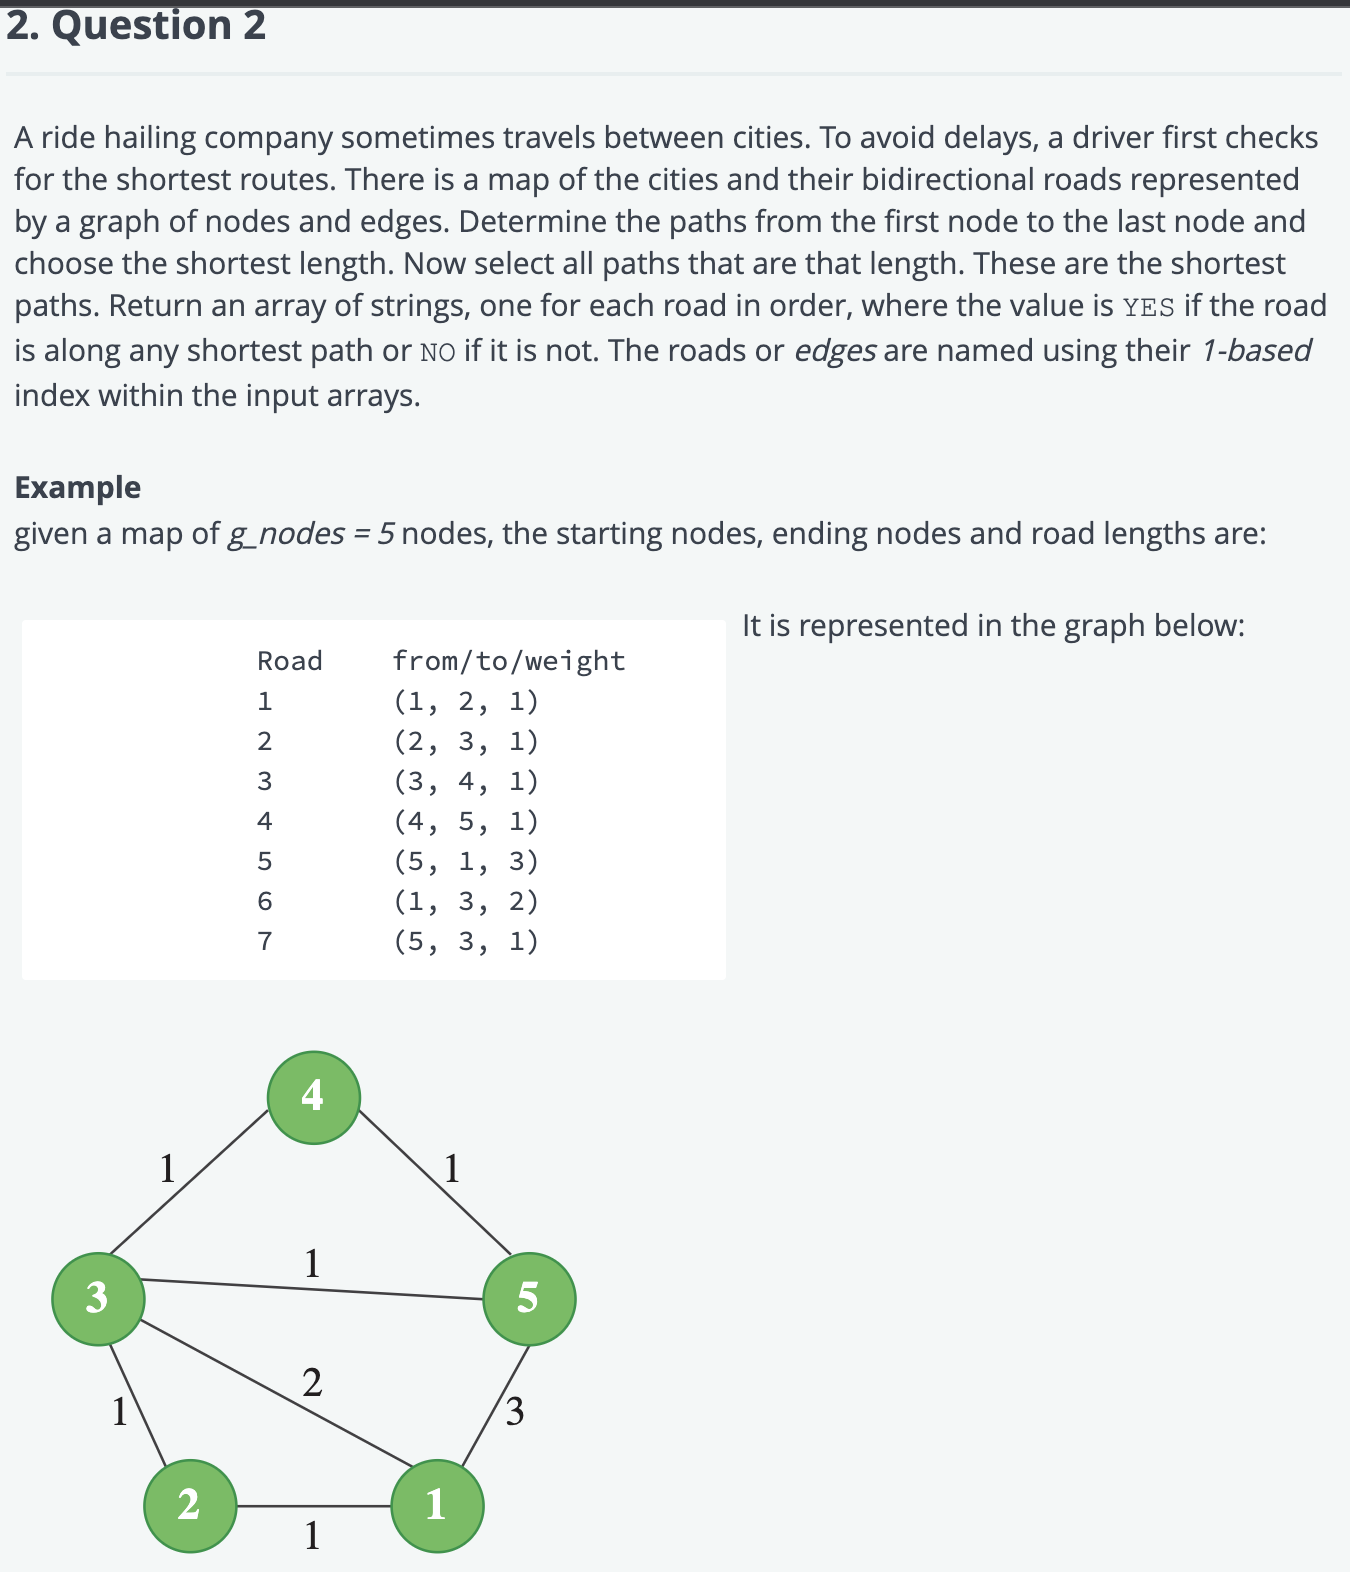 2. Question 2
A ride hailing company sometimes travels between cities. To avoid delays, a driver first checks
for the shortest routes. There is a map of the cities and their bidirectional roads represented
by a graph of nodes and edges. Determine the paths from the first node to the last node and
choose the shortest length. Now select all paths that are that length. These are the shortest
paths. Return an array of strings, one for each road in order, where the value is YES if the road
is along any shortest path or NO if it is not. The roads or edges are named using their 1-based
index within the input arrays.
Example
given a map of g_nodes = 5 nodes, the starting nodes, ending nodes and road lengths are:
It is represented in the graph below:
Road from/to/weight
1 (1, 2, 1)
2 (2, 3, 1)
3 (3, 4, 1)
4 (4, 5, 1)
5 (5, 1, 3)
6 (1, 3, 2)
7 (5, 3, 1)
4
1 1
1
3 5
2
1 3
2 1
1